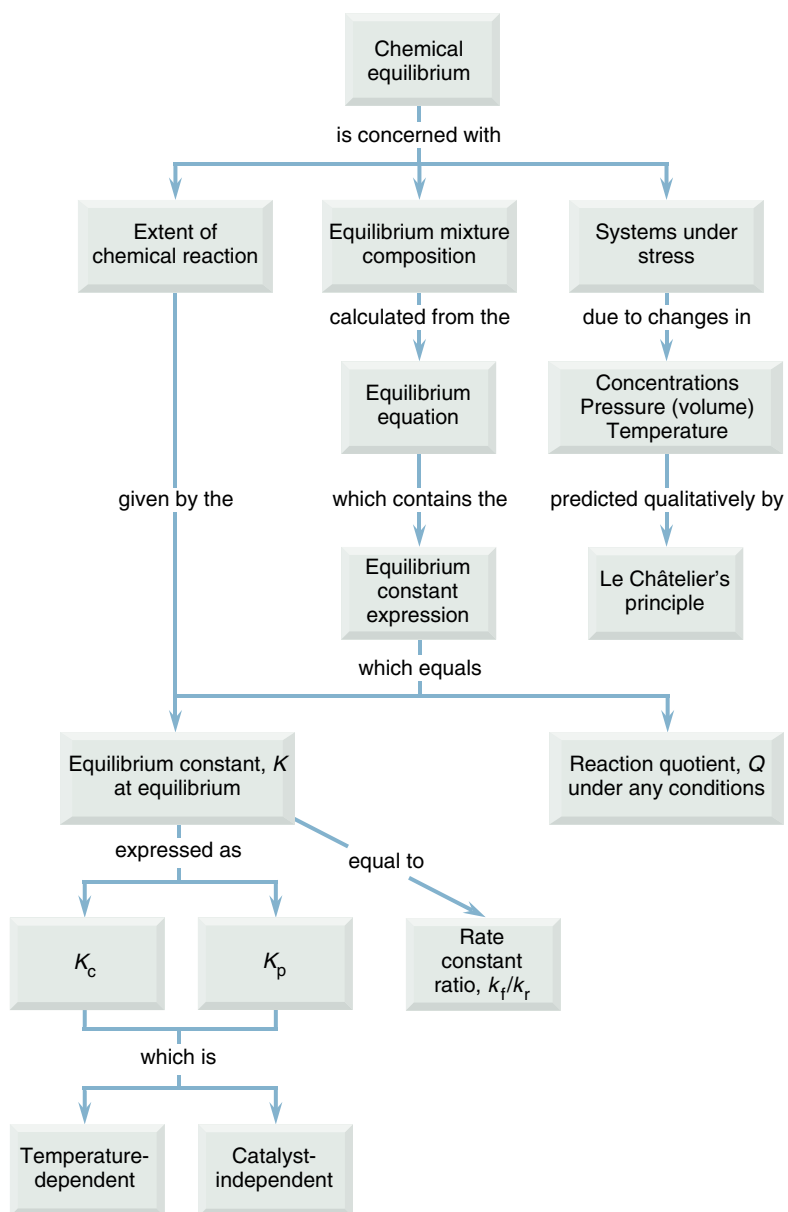 Chemical
equilibrium
is concerned with
Extent of
chemical reaction
Equilibrium mixture
composition
Systems under
stress
calculated from the
due to changes in
Equilibrium
equation
Concentrations
Pressure (volume)
Temperature
given by the
which contains the
predicted qualitatively by
Equilibrium
constant
expression
Le Châtelier's
principle
which equals
Equilibrium constant, K
at equilibrium
Reaction quotient, Q
under any conditions
expressed as
equal to
Kc
Kp
Rate
constant
ratio, kf/kr
which is
Temperature-
dependent
Catalyst-
independent